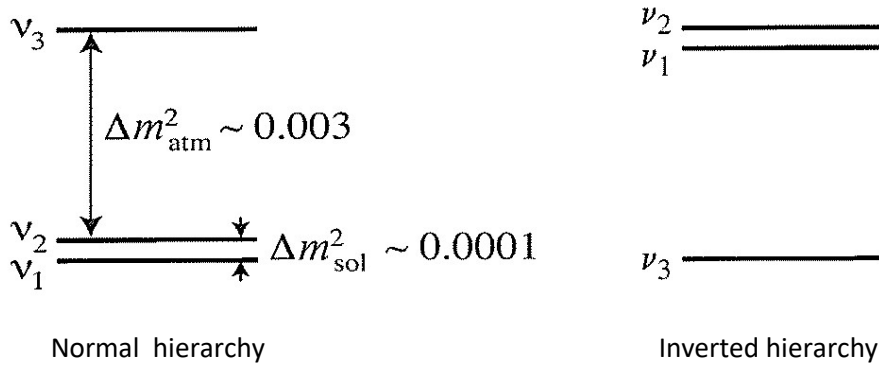 ν₃
Δm²atm ~ 0.003
ν₂
ν₁
Δm²sol ~ 0.0001
Normal hierarchy
ν₂
ν₁
ν₃
Inverted hierarchy